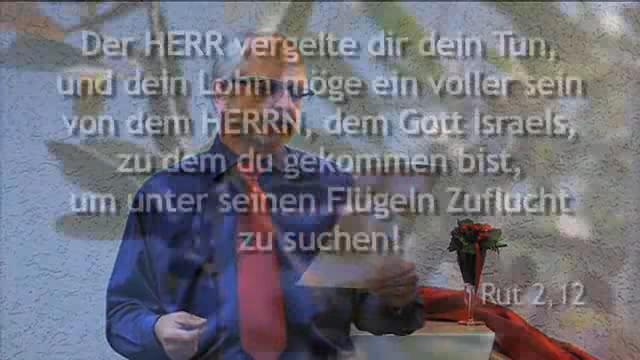 Der HERR vergelte dir dein Tun,
und dein Lohn möge ein voller sein
von dem HERRN, dem Gott Israels,
zu dem du gekommen bist,
um unter seinen Flügeln Zuflucht
zu suchen!
Rut 2,12